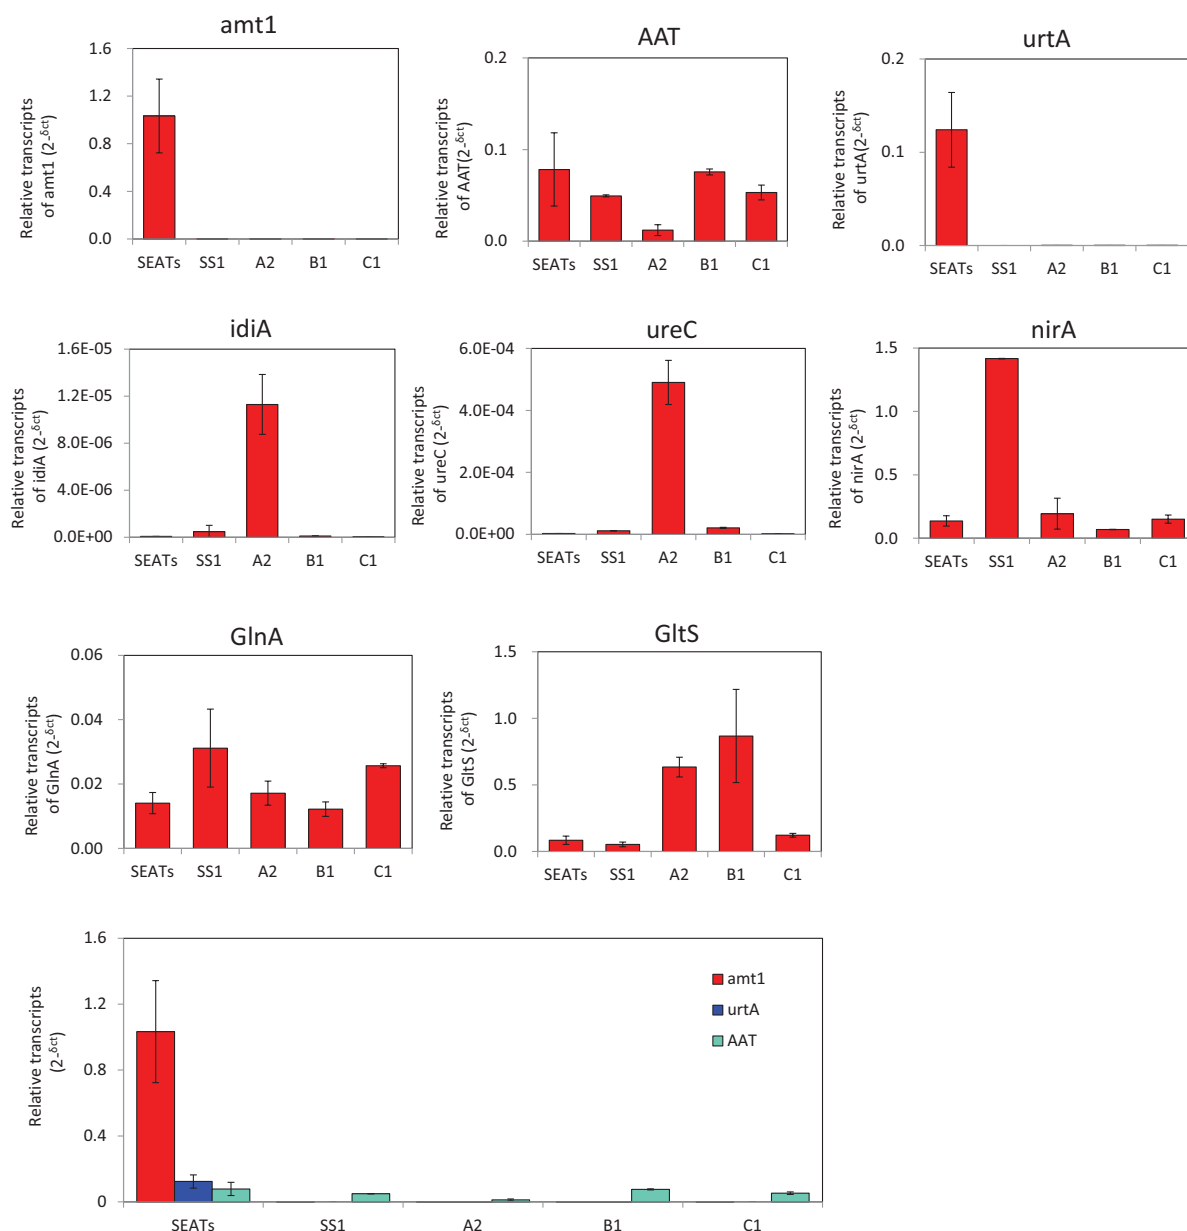 amt1
Relative transcripts
of amt1 (2-δct)
1.6
1.2
0.8
0.4
0.0
SEATs SS1 A2 B1 C1
AAT
Relative transcripts
of AAT(2-δct)
0.2
0.1
0.0
SEATs SS1 A2 B1 C1
urtA
Relative transcripts
of urtA(2-δct)
0.2
0.1
0.0
SEATs SS1 A2 B1 C1
idiA
Relative transcripts
of idiA (2-δct)
1.6E-05
1.2E-05
8.0E-06
4.0E-06
0.0E+00
SEATs SS1 A2 B1 C1
ureC
Relative transcripts
of ureC (2-δct)
6.0E-04
4.0E-04
2.0E-04
0.0E+00
SEATs SS1 A2 B1 C1
nirA
Relative transcripts
of nirA (2-δct)
1.5
1.0
0.5
0.0
SEATs SS1 A2 B1 C1
GlnA
Relative transcripts
of GlnA (2-δct)
0.06
0.04
0.02
0.00
SEATs SS1 A2 B1 C1
GltS
Relative transcripts
of GltS (2-δct)
1.5
1.0
0.5
0.0
SEATs SS1 A2 B1 C1
Relative transcripts
(2-δct)
1.6
1.2
0.8
0.4
0
amt1
urtA
AAT
SEATs SS1 A2 B1 C1